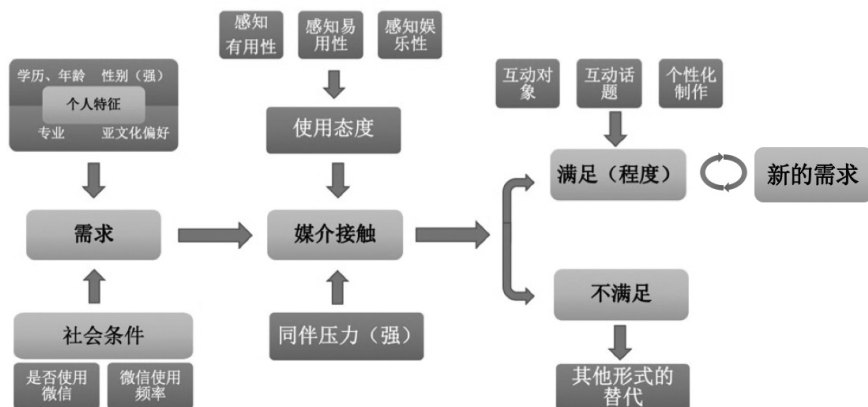 感知
有用性
感知易
用性
感知娱
乐性
学历、年龄 性别（强）
个人特征
专业 亚文化偏好
使用态度
互动对
象
互动话
题
个性化
制作
满足（程度）
新的需求
需求
媒介接触
不满足
社会条件
是否使用
微信
微信使用
频率
同伴压力（强）
其他形式的
替代